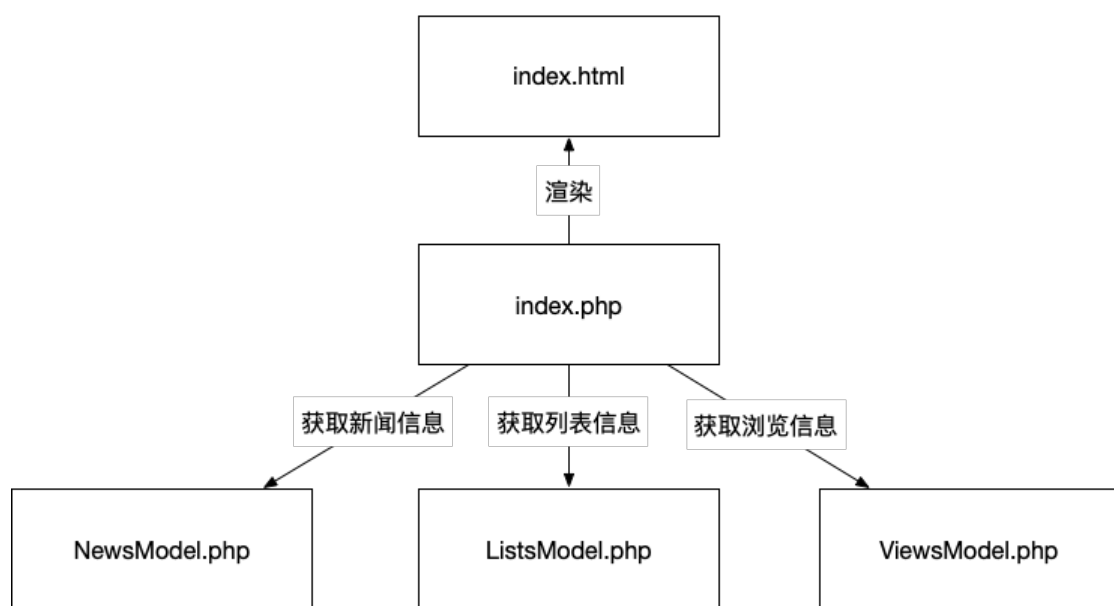 index.html
渲染
index.php
获取新闻信息
获取列表信息
获取浏览信息
NewsModel.php
ListsModel.php
ViewsModel.php